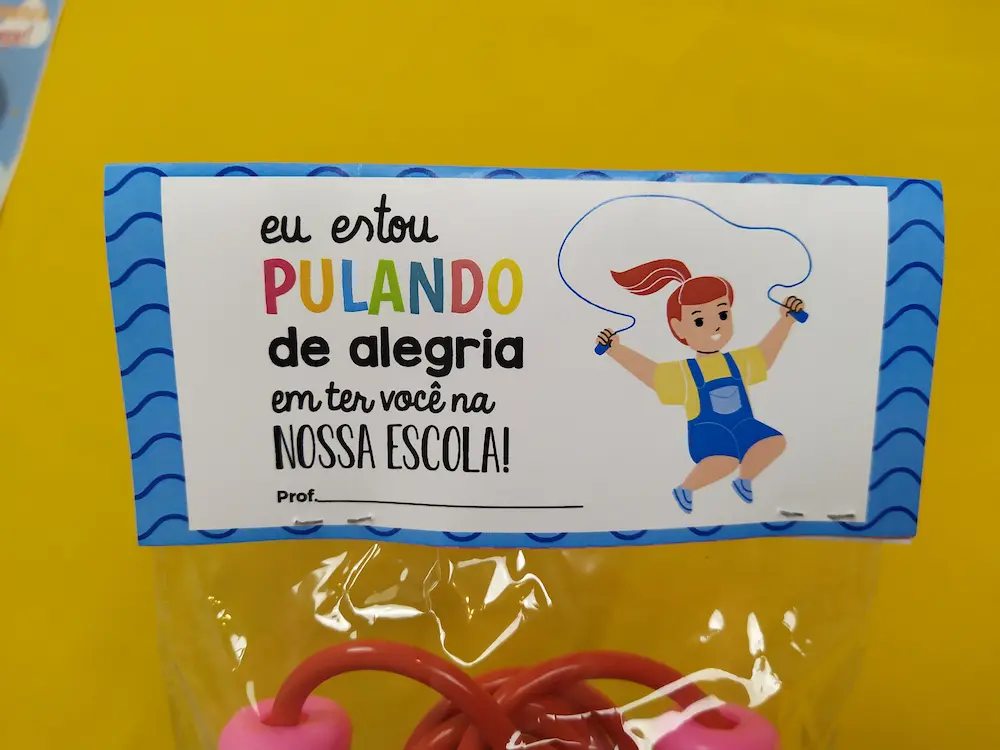 eu estou
PULANDO
de alegria
em ter você na
NOSSA ESCOLA!
Prof.